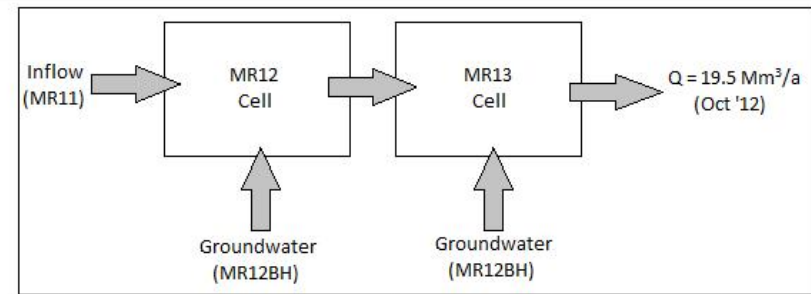 Inflow
(MR11)
MR12
Cell
MR13
Cell
Q = 19.5 Mm³/a
(Oct '12)
Groundwater
(MR12BH)
Groundwater
(MR12BH)